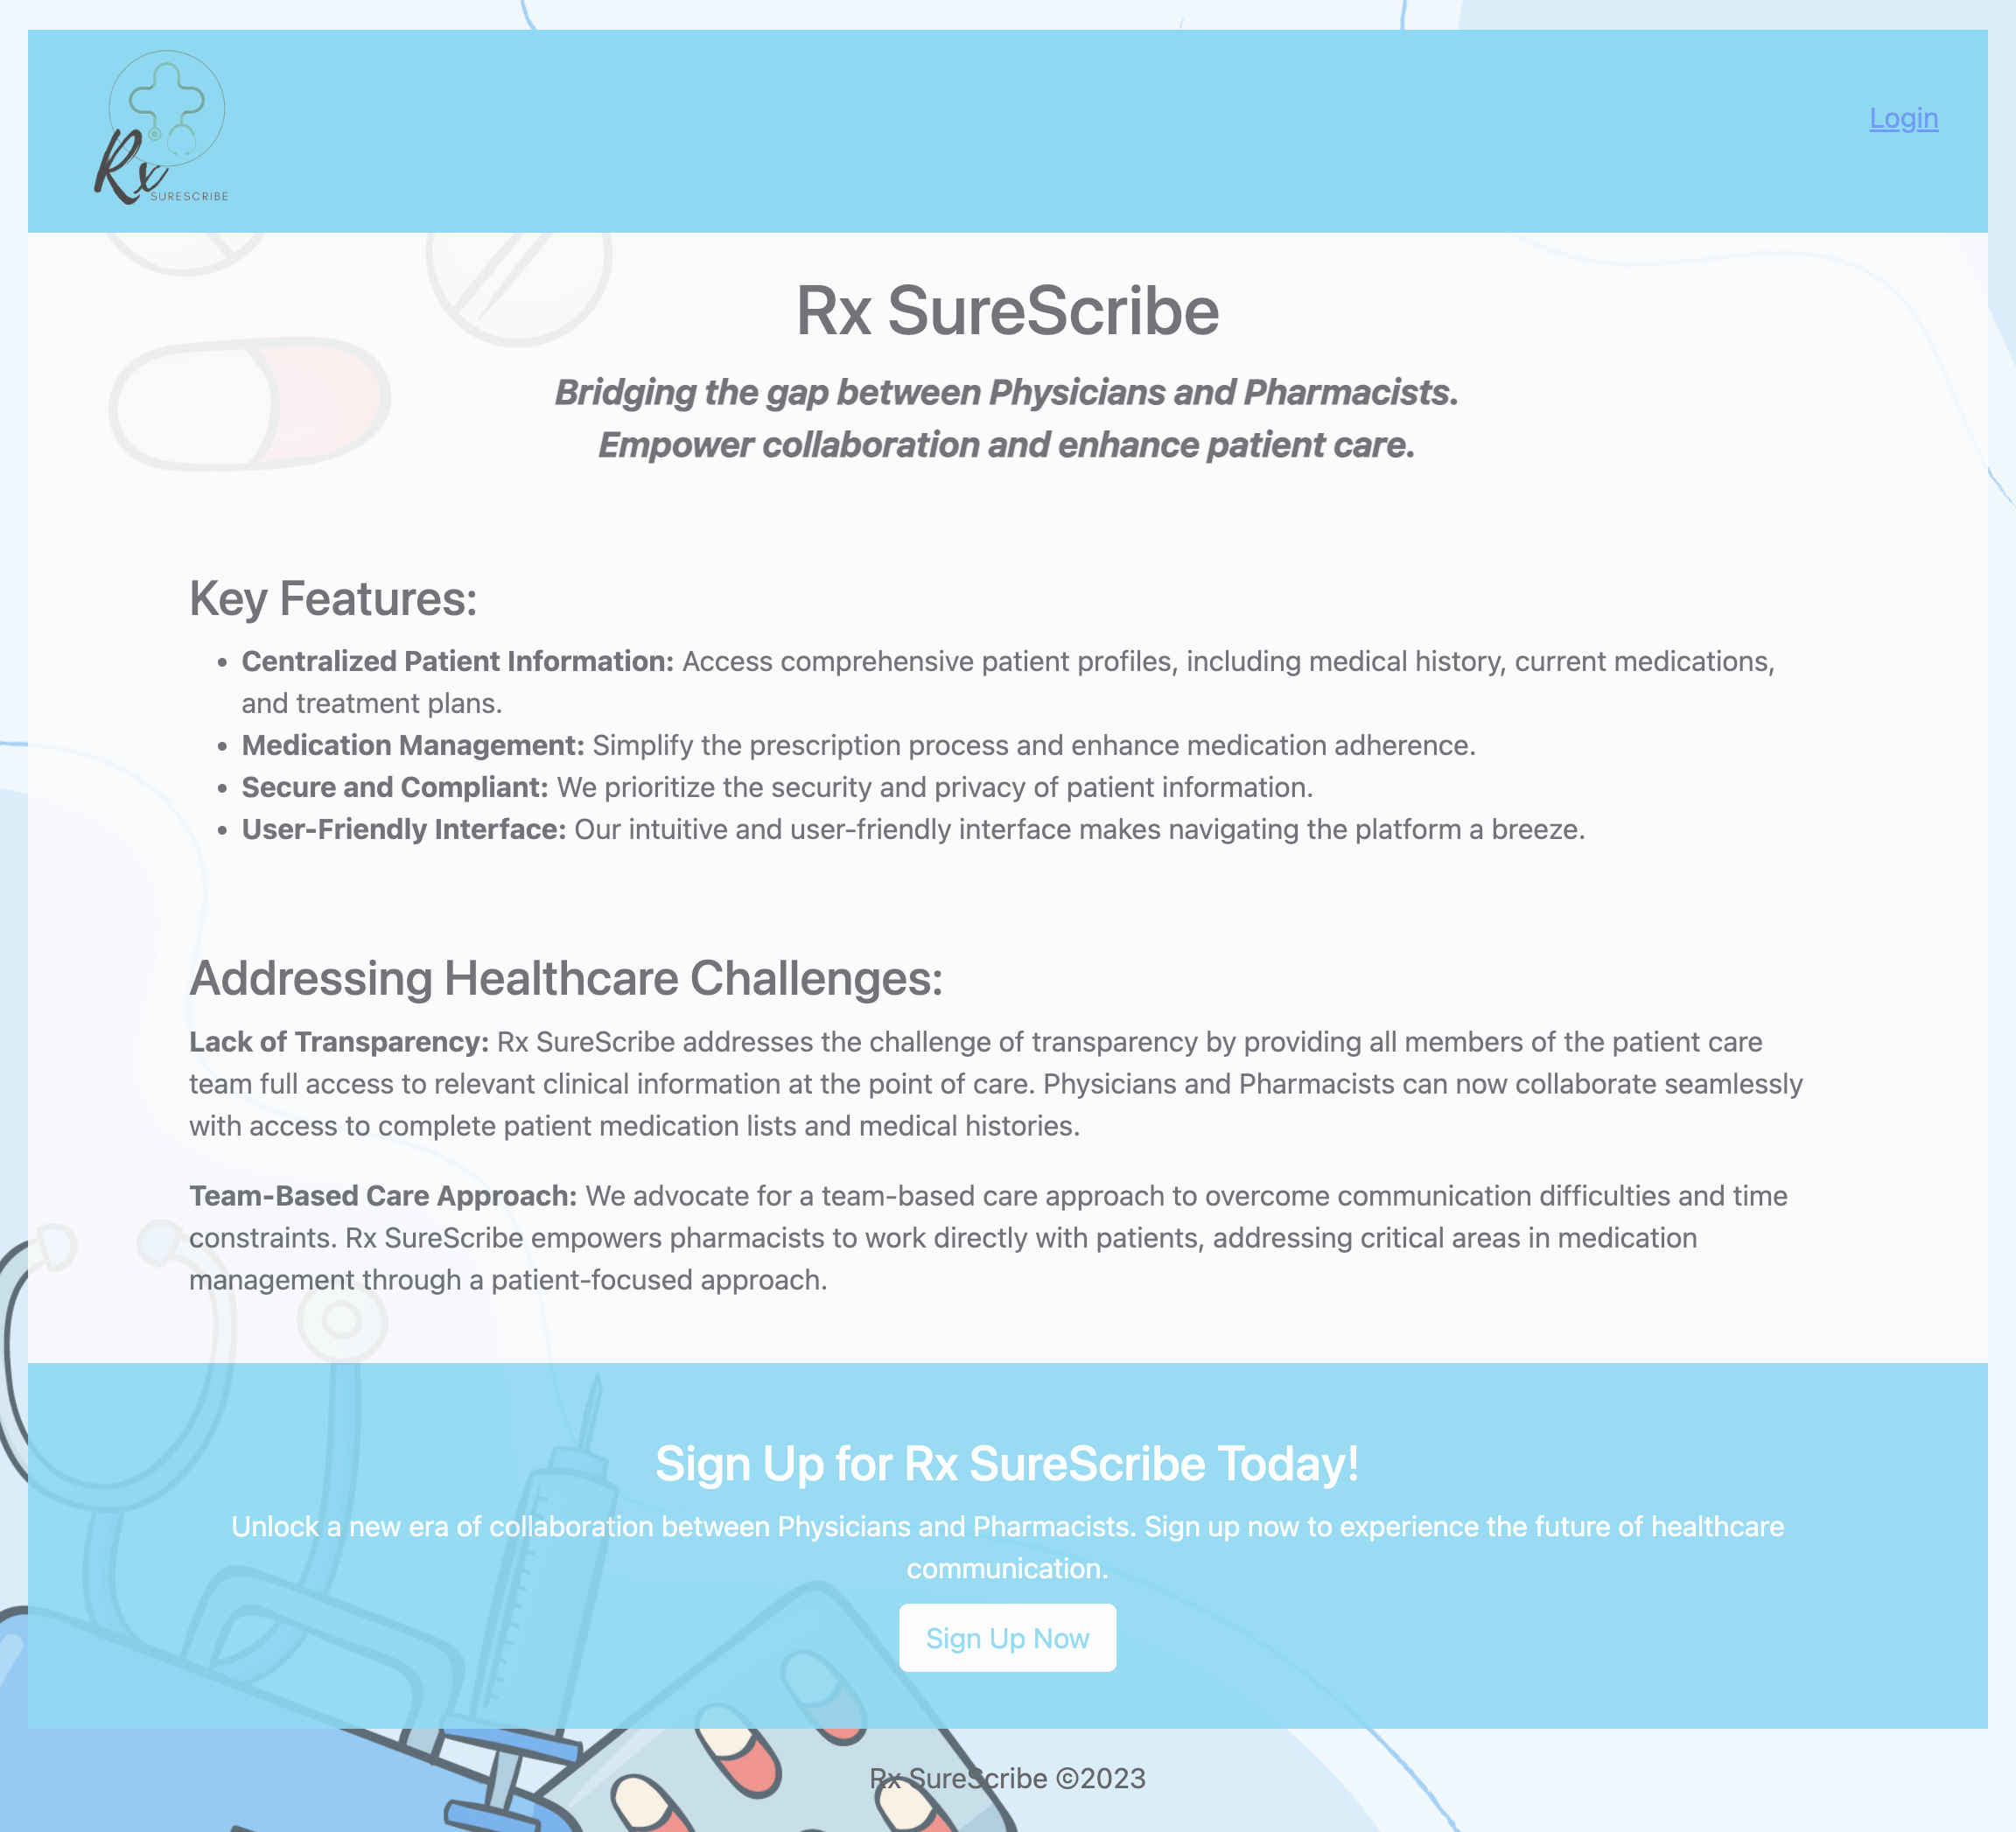 Rx
SURESCRIBE
Login
Rx SureScribe
Bridging the gap between Physicians and Pharmacists.
Empower collaboration and enhance patient care.
Key Features:
• Centralized Patient Information: Access comprehensive patient profiles, including medical history, current medications,
and treatment plans.
• Medication Management: Simplify the prescription process and enhance medication adherence.
• Secure and Compliant: We prioritize the security and privacy of patient information.
• User-Friendly Interface: Our intuitive and user-friendly interface makes navigating the platform a breeze.
Addressing Healthcare Challenges:
Lack of Transparency: Rx SureScribe addresses the challenge of transparency by providing all members of the patient care
team full access to relevant clinical information at the point of care. Physicians and Pharmacists can now collaborate seamlessly
with access to complete patient medication lists and medical histories.
Team-Based Care Approach: We advocate for a team-based care approach to overcome communication difficulties and time
constraints. Rx SureScribe empowers pharmacists to work directly with patients, addressing critical areas in medication
management through a patient-focused approach.
Sign Up for Rx SureScribe Today!
Unlock a new era of collaboration between Physicians and Pharmacists. Sign up now to experience the future of healthcare
communication.
Sign Up Now
Rx SureScribe ©2023